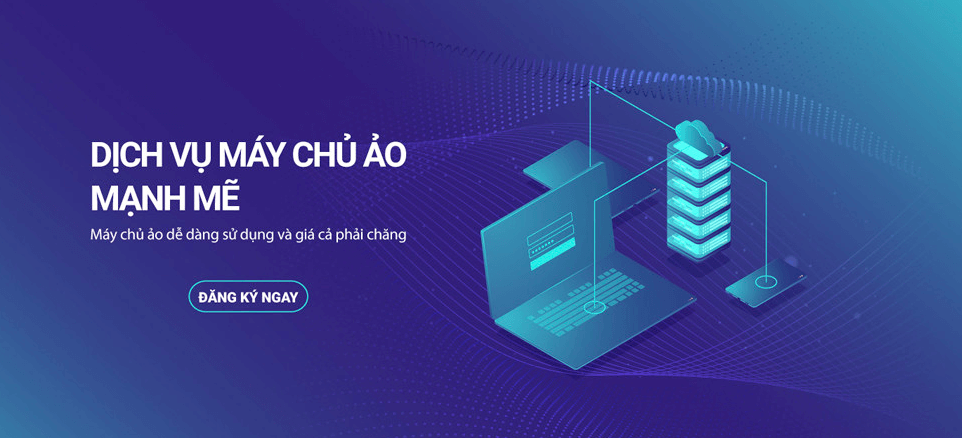 DỊCH VỤ MÁY CHỦ ẢO
MẠNH MẼ
Máy chủ ảo dễ dàng sử dụng và giá cả phải chăng
ĐĂNG KÝ NGAY